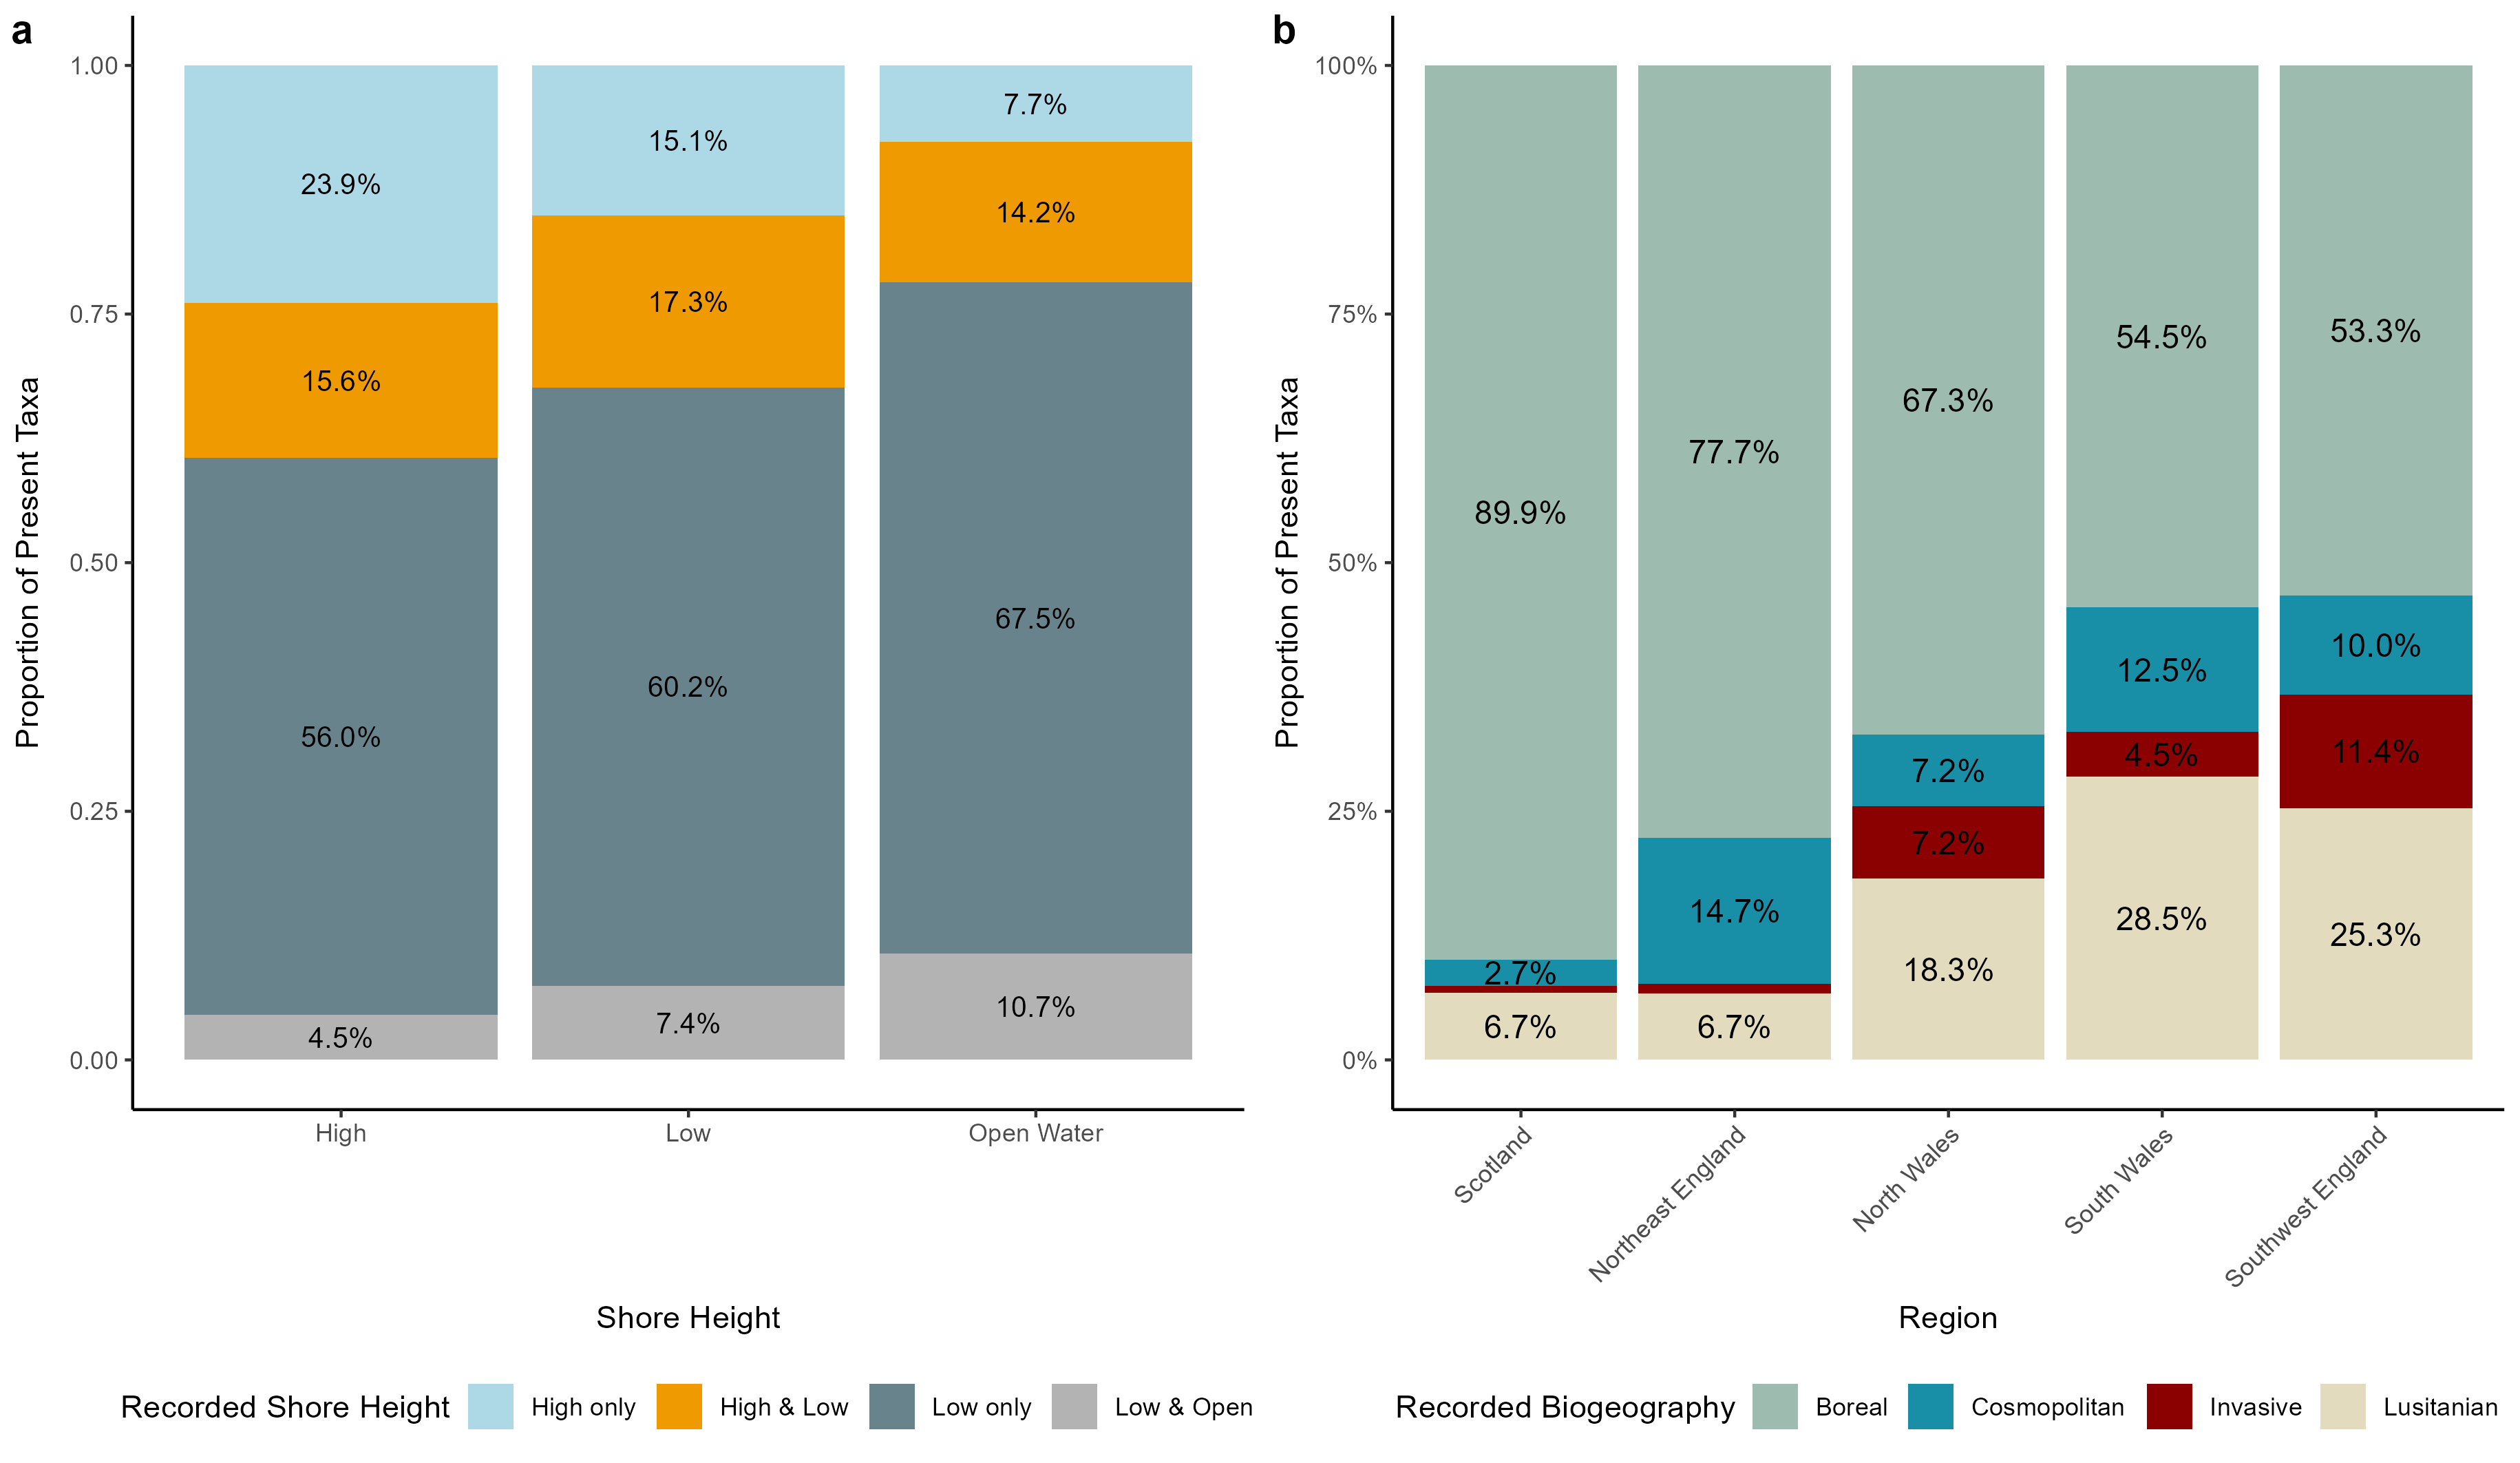 a
Proportion of Present Taxa
1.00
0.75
0.50
0.25
0.00
23.9%
15.6%
56.0%
4.5%
15.1%
17.3%
60.2%
7.4%
7.7%
14.2%
67.5%
10.7%
High
Low
Open Water
Shore Height
Recorded Shore Height
High only
High & Low
Low only
Low & Open
b
Proportion of Present Taxa
100%
75%
50%
25%
0%
89.9%
2.7%
6.7%
77.7%
14.7%
6.7%
67.3%
7.2%
7.2%
18.3%
54.5%
12.5%
4.5%
28.5%
53.3%
10.0%
11.4%
25.3%
Scotland
Northeast England
North Wales
South Wales
Southwest England
Region
Recorded Biogeography
Boreal
Cosmopolitan
Invasive
Lusitanian